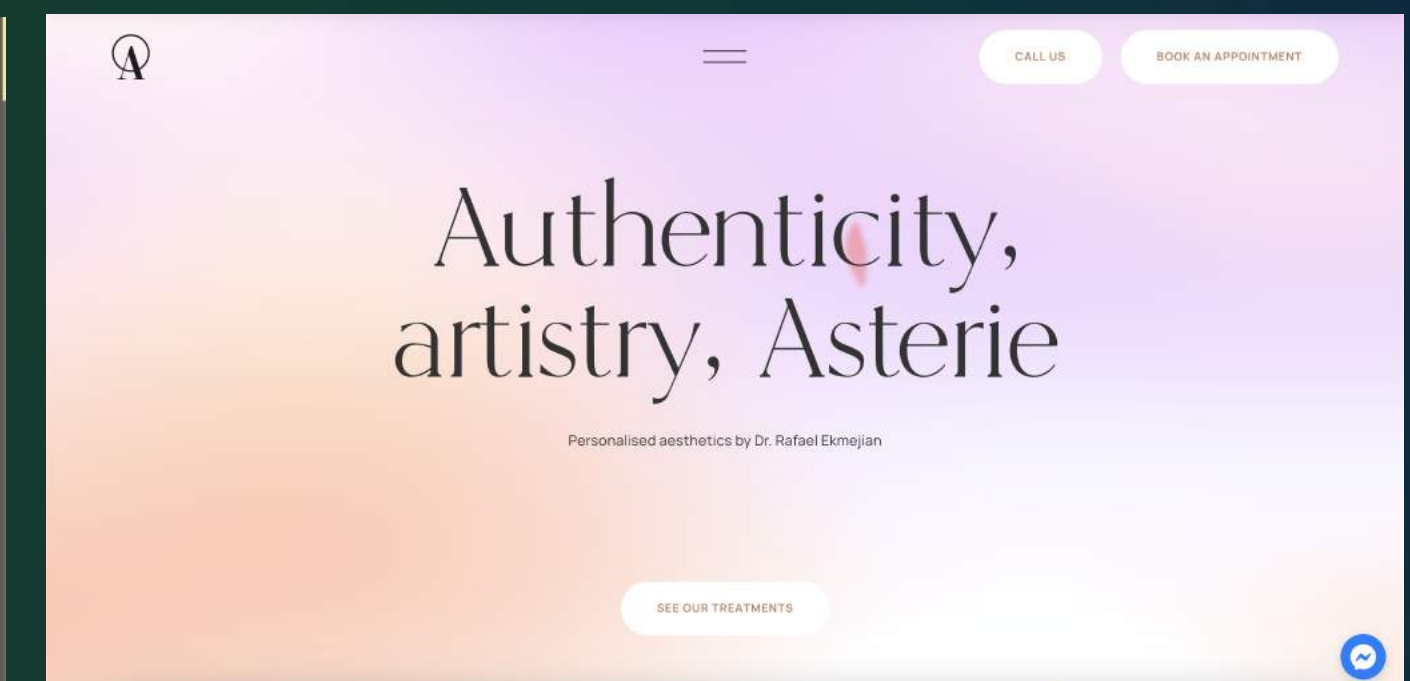 A
CALL US
BOOK AN APPOINTMENT
Authenticity,
artistry, Asterie
Personalised aesthetics by Dr. Rafael Ekmejian
SEE OUR TREATMENTS